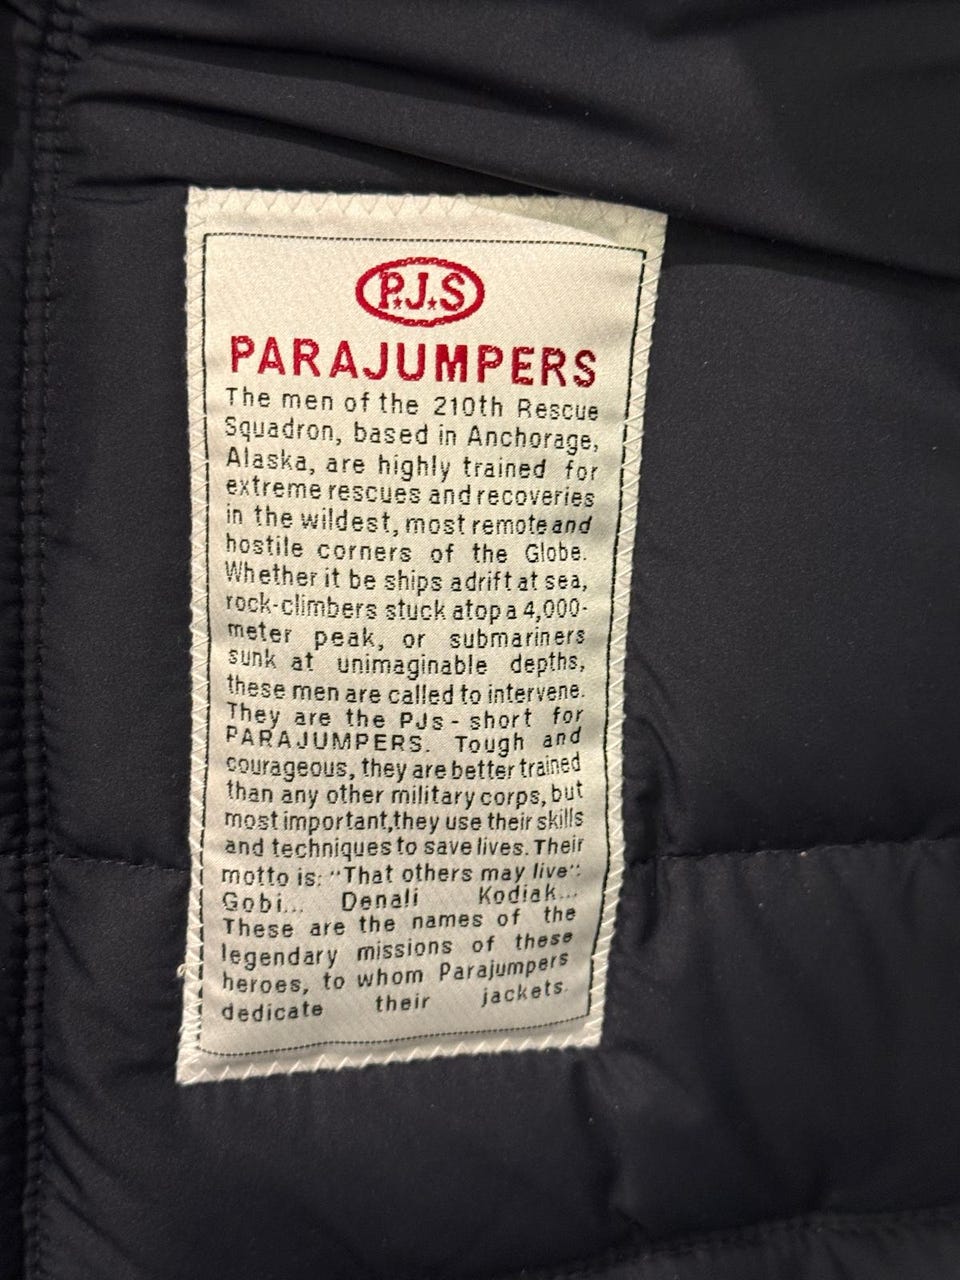 P.J.S
PARAJUMPERS
The men of the 210th Rescue
Squadron, based in Anchorage,
Alaska, are highly trained for
extreme rescues and recoveries
in the wildest, most remote and
hostile corners of the Globe.
Whether it be ships adrift at sea,
rock-climbers stuck atop a 4,000-
meter peak, or submariners
sunk at unimaginable depths,
these men are called to intervene.
They are the PJs - short for
PARAJUMPERS. Tough and
courageous, they are better trained
than any other military corps, but
most important,they use their skills
and techniques to save lives. Their
motto is: "That others may live":
Gobi... Denali Kodiak...
These are the names of the
legendary missions of these
heroes, to whom Parajumpers
dedicate their jackets.